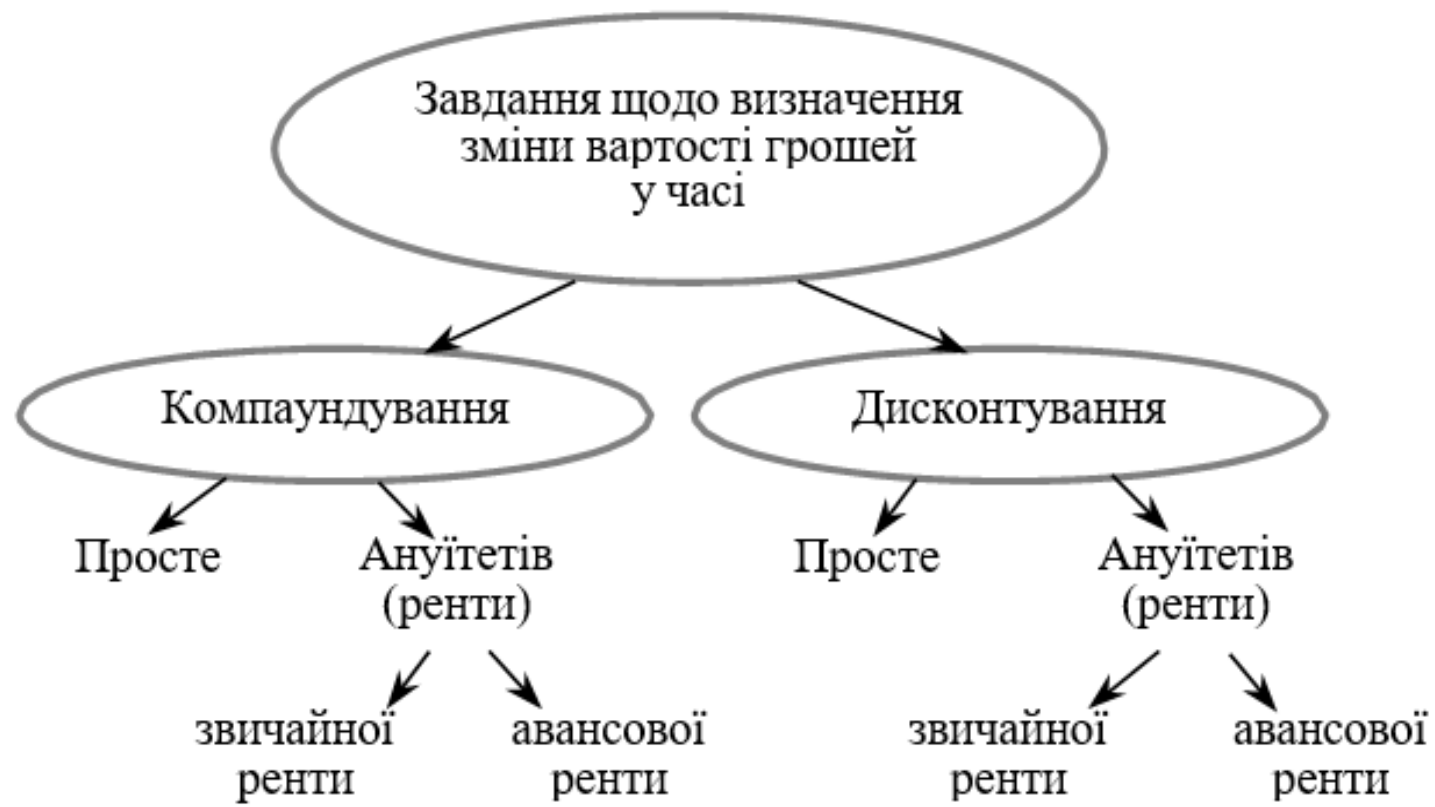 Завдання щодо визначення
зміни вартості грошей
у часі
Компаундування
Дисконтування
Просте
Ануїтетів
(ренти)
Просте
Ануїтетів
(ренти)
звичайної
ренти
авансової
ренти
звичайної
ренти
авансової
ренти